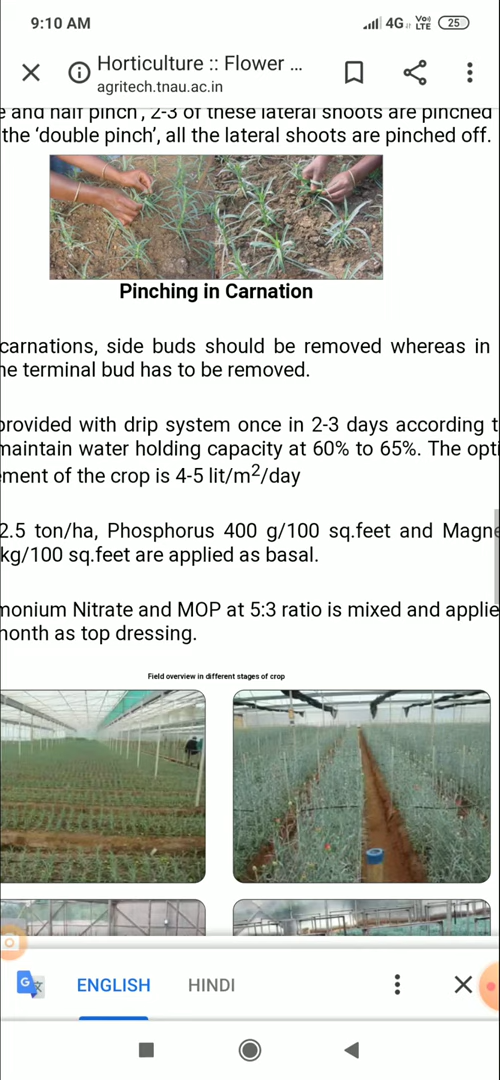 9:10 AM
4G Vo)) LTE 25
Horticulture :: Flower ...
agritech.tnau.ac.in
and half pinch', 2-3 of these lateral shoots are pinched
the 'double pinch', all the lateral shoots are pinched off.
Pinching in Carnation
carnations, side buds should be removed whereas in
he terminal bud has to be removed.
provided with drip system once in 2-3 days according t
maintain water holding capacity at 60% to 65%. The opti
ment of the crop is 4-5 lit/m2/day
2.5 ton/ha, Phosphorus 400 g/100 sq.feet and Magne
kg/100 sq.feet are applied as basal.
monium Nitrate and MOP at 5:3 ratio is mixed and applie
month as top dressing.
Field overview in different stages of crop
ENGLISH HINDI